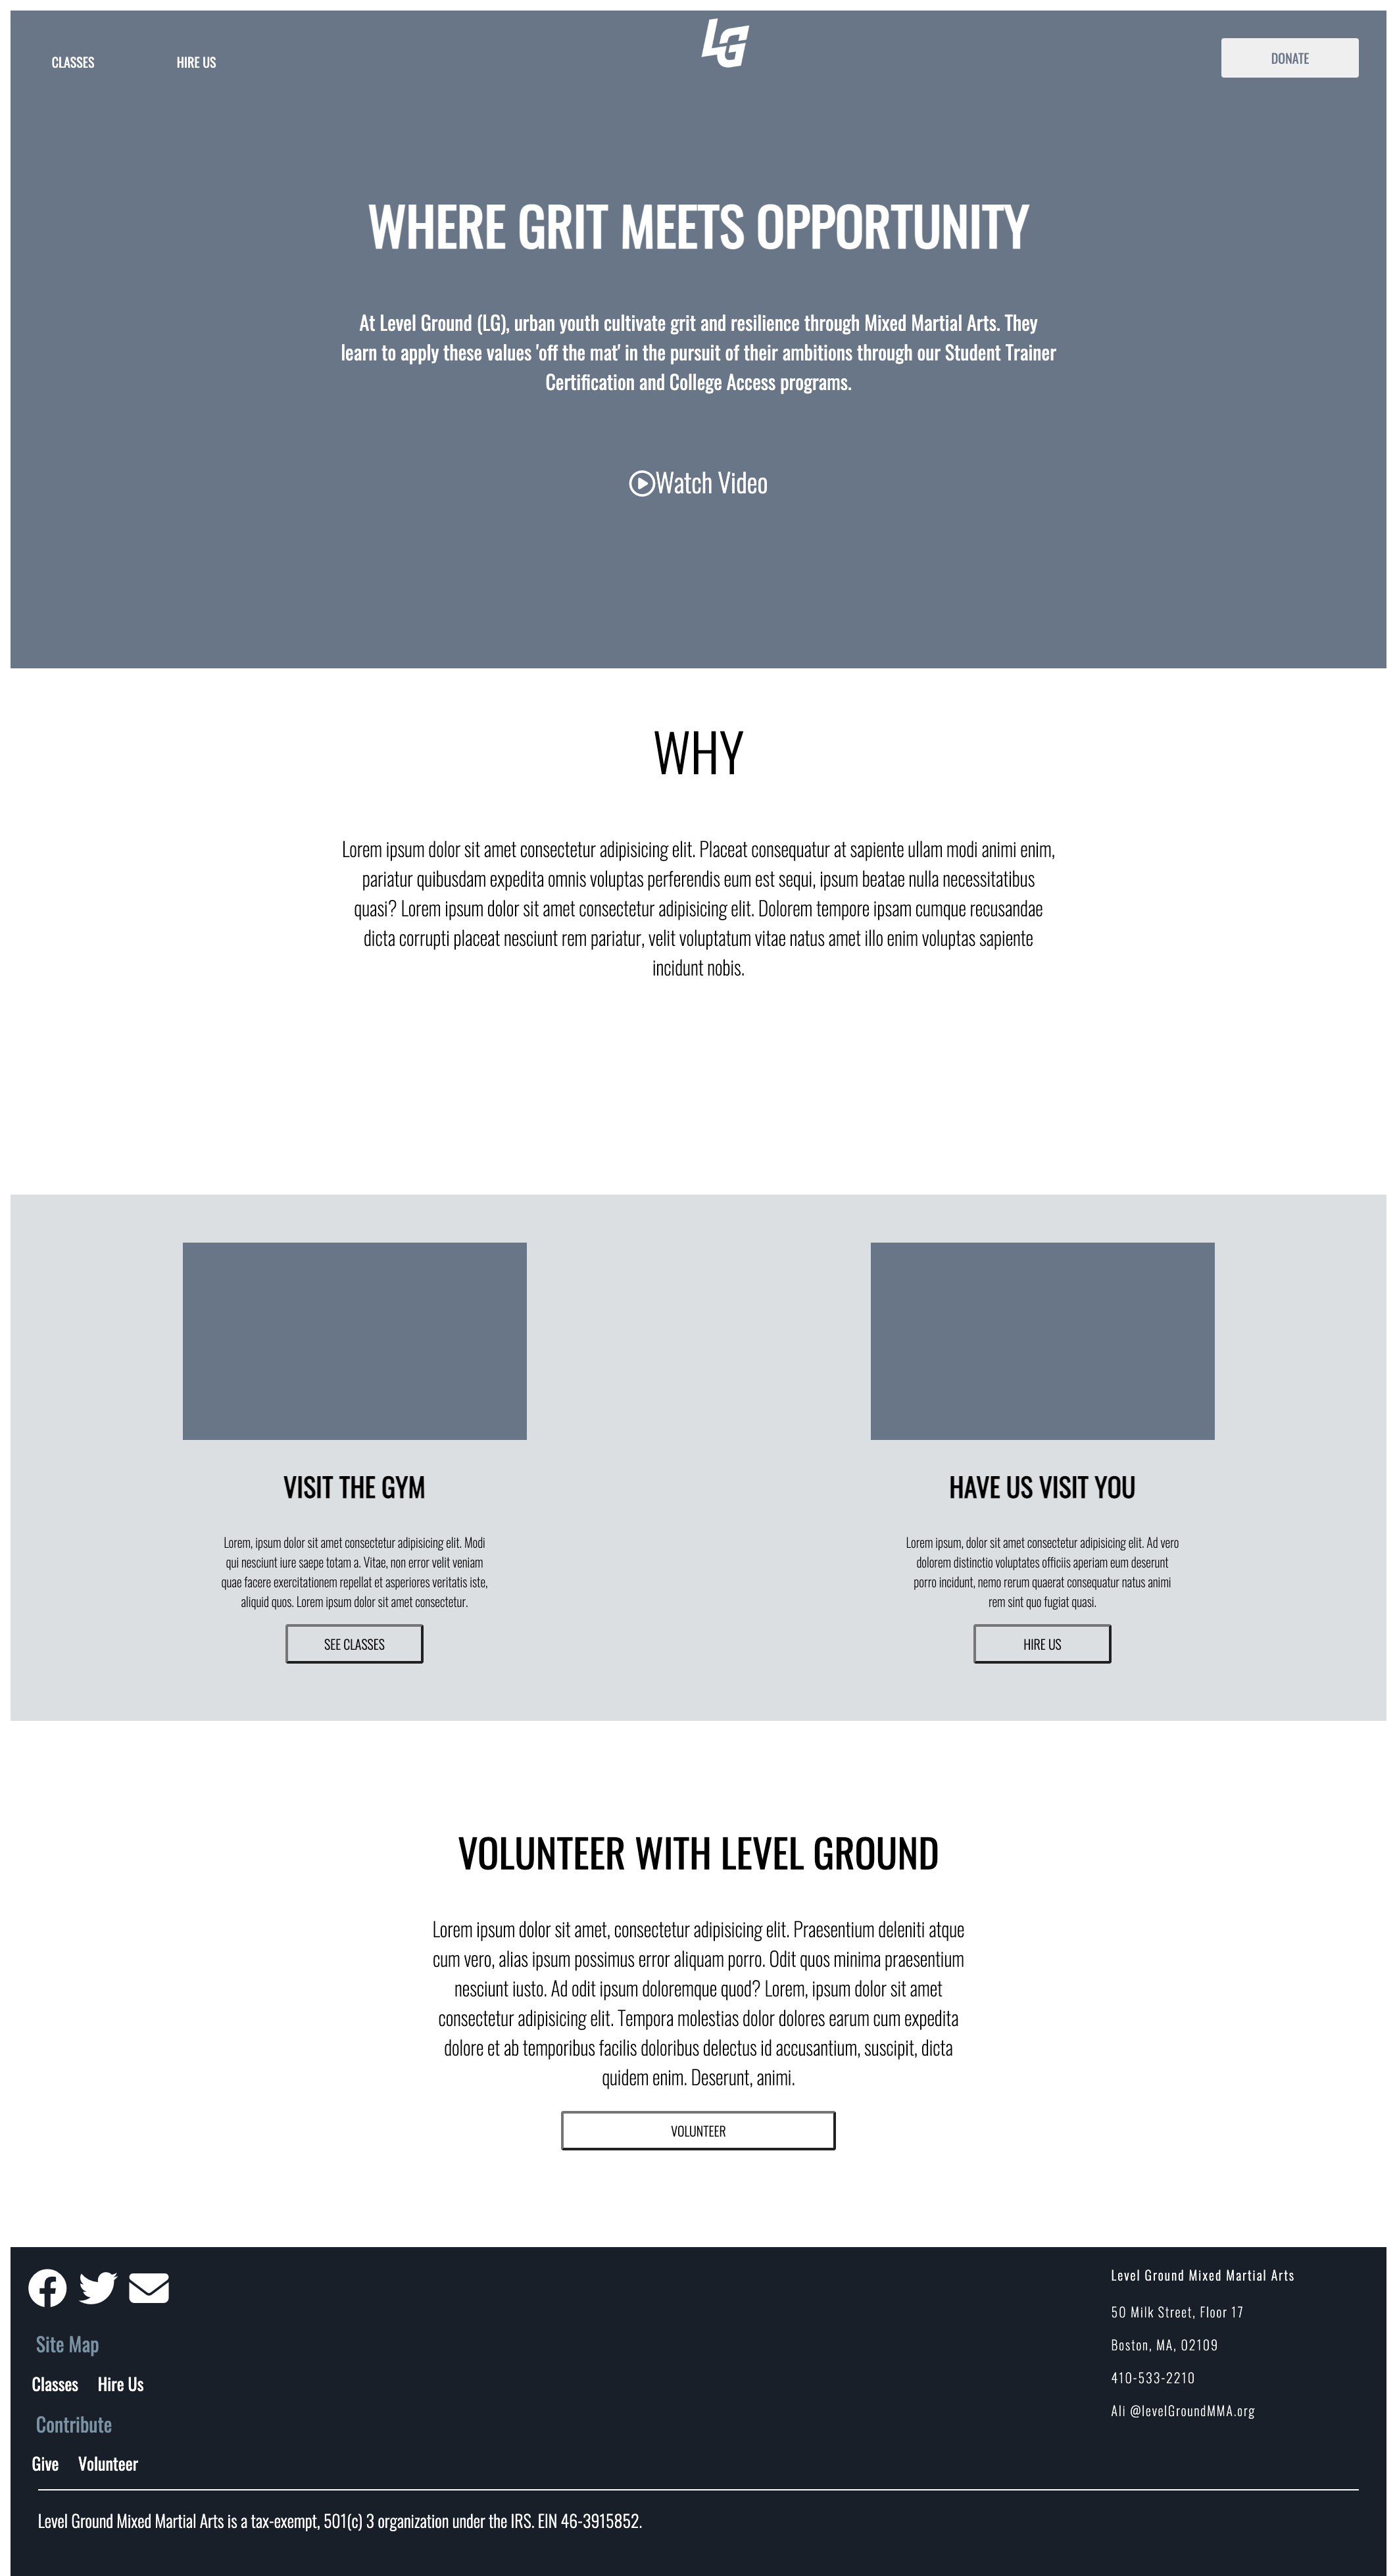 CLASSES HIRE US LG DONATE
WHERE GRIT MEETS OPPORTUNITY
At Level Ground (LG), urban youth cultivate grit and resilience through Mixed Martial Arts. They
learn to apply these values 'off the mat' in the pursuit of their ambitions through our Student Trainer
Certification and College Access programs.
Watch Video
WHY
Lorem ipsum dolor sit amet consectetur adipisicing elit. Placeat consequatur at sapiente ullam modi animi enim,
pariatur quibusdam expedita omnis voluptas perferendis eum est sequi, ipsum beatae nulla necessitatibus
quasi? Lorem ipsum dolor sit amet consectetur adipisicing elit. Dolorem tempore ipsam cumque recusandae
dicta corrupti placeat nesciunt rem pariatur, velit voluptatum vitae natus amet illo enim voluptas sapiente
incidunt nobis.
VISIT THE GYM
Lorem, ipsum dolor sit amet consectetur adipisicing elit. Modi
qui nesciunt iure saepe totam a. Vitae, non error velit veniam
quae facere exercitationem repellat et asperiores veritatis iste,
aliquid quos. Lorem ipsum dolor sit amet consectetur.
SEE CLASSES
HAVE US VISIT YOU
Lorem ipsum, dolor sit amet consectetur adipisicing elit. Ad vero
dolorem distinctio voluptates officiis aperiam eum deserunt
porro incidunt, nemo rerum quaerat consequatur natus animi
rem sint quo fugiat quasi.
HIRE US
VOLUNTEER WITH LEVEL GROUND
Lorem ipsum dolor sit amet, consectetur adipisicing elit. Praesentium deleniti atque
cum vero, alias ipsum possimus error aliquam porro. Odit quos minima praesentium
nesciunt iusto. Ad odit ipsum doloremque quod? Lorem, ipsum dolor sit amet
consectetur adipisicing elit. Tempora molestias dolor dolores earum cum expedita
dolore et ab temporibus facilis doloribus delectus id accusantium, suscipit, dicta
quidem enim. Deserunt, animi.
VOLUNTEER
Site Map
Classes Hire Us
Contribute
Give Volunteer
Level Ground Mixed Martial Arts
50 Milk Street, Floor 17
Boston, MA, 02109
410-533-2210
Ali @levelGroundMMA.org
Level Ground Mixed Martial Arts is a tax-exempt, 501(c) 3 organization under the IRS. EIN 46-3915852.